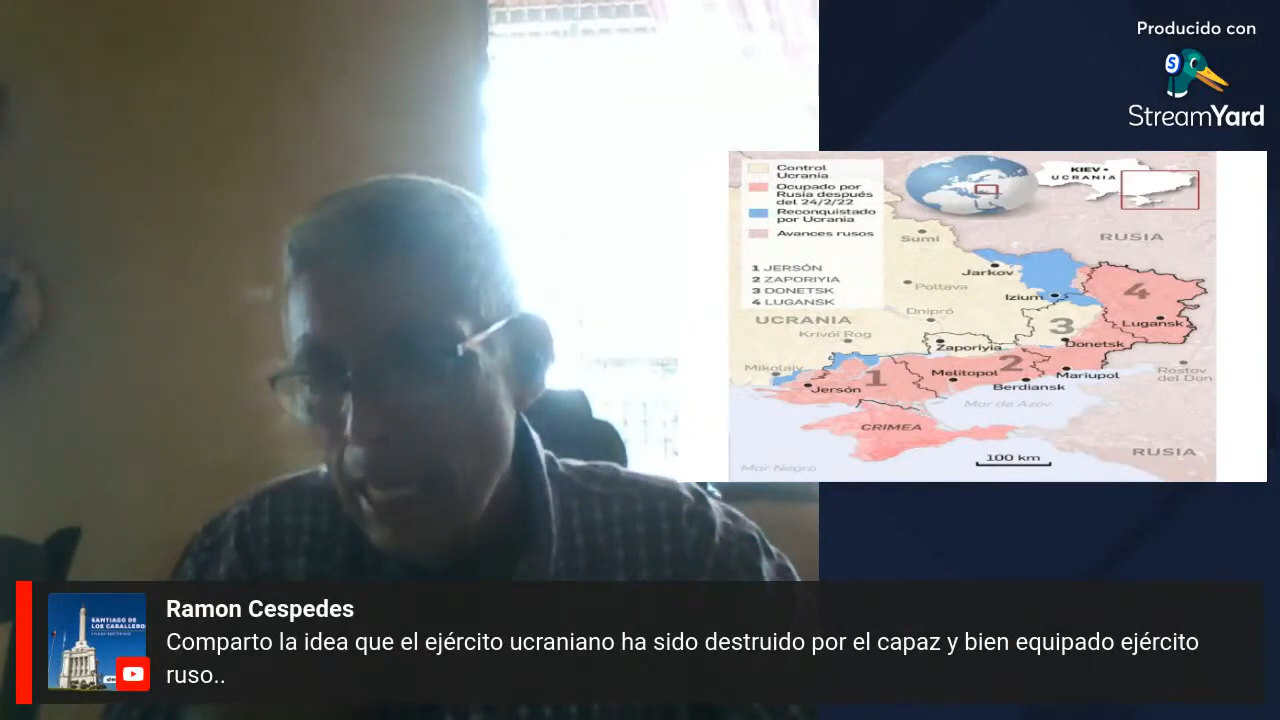 Producido con
S
StreamYard
Control
Ucrania
Ocupado por
Rusia después
del 24/2/22
Reconquistado
por Ucrania
Avances rusos
1 JERSÓN
2 ZAPORIYIA
3 DONETSK
4 LUGANSK
KIEV
UCRANIA
RUSIA
Sumi
Jarkov
Poltava
Izium
4
Dnipró
UCRANIA
3
Lugansk
Krivói Rog
Zaporiyia
Donetsk
Mikolaiv
1
Melitopol
2
Mariupol
Rostov
del Don
Jersón
Berdiansk
Mar de Azov
CRIMEA
RUSIA
100 km
Mar Negro
SANTIAGO DE
LOS CABALLERO
Ramon Cespedes
Comparto la idea que el ejército ucraniano ha sido destruido por el capaz y bien equipado ejército
ruso..